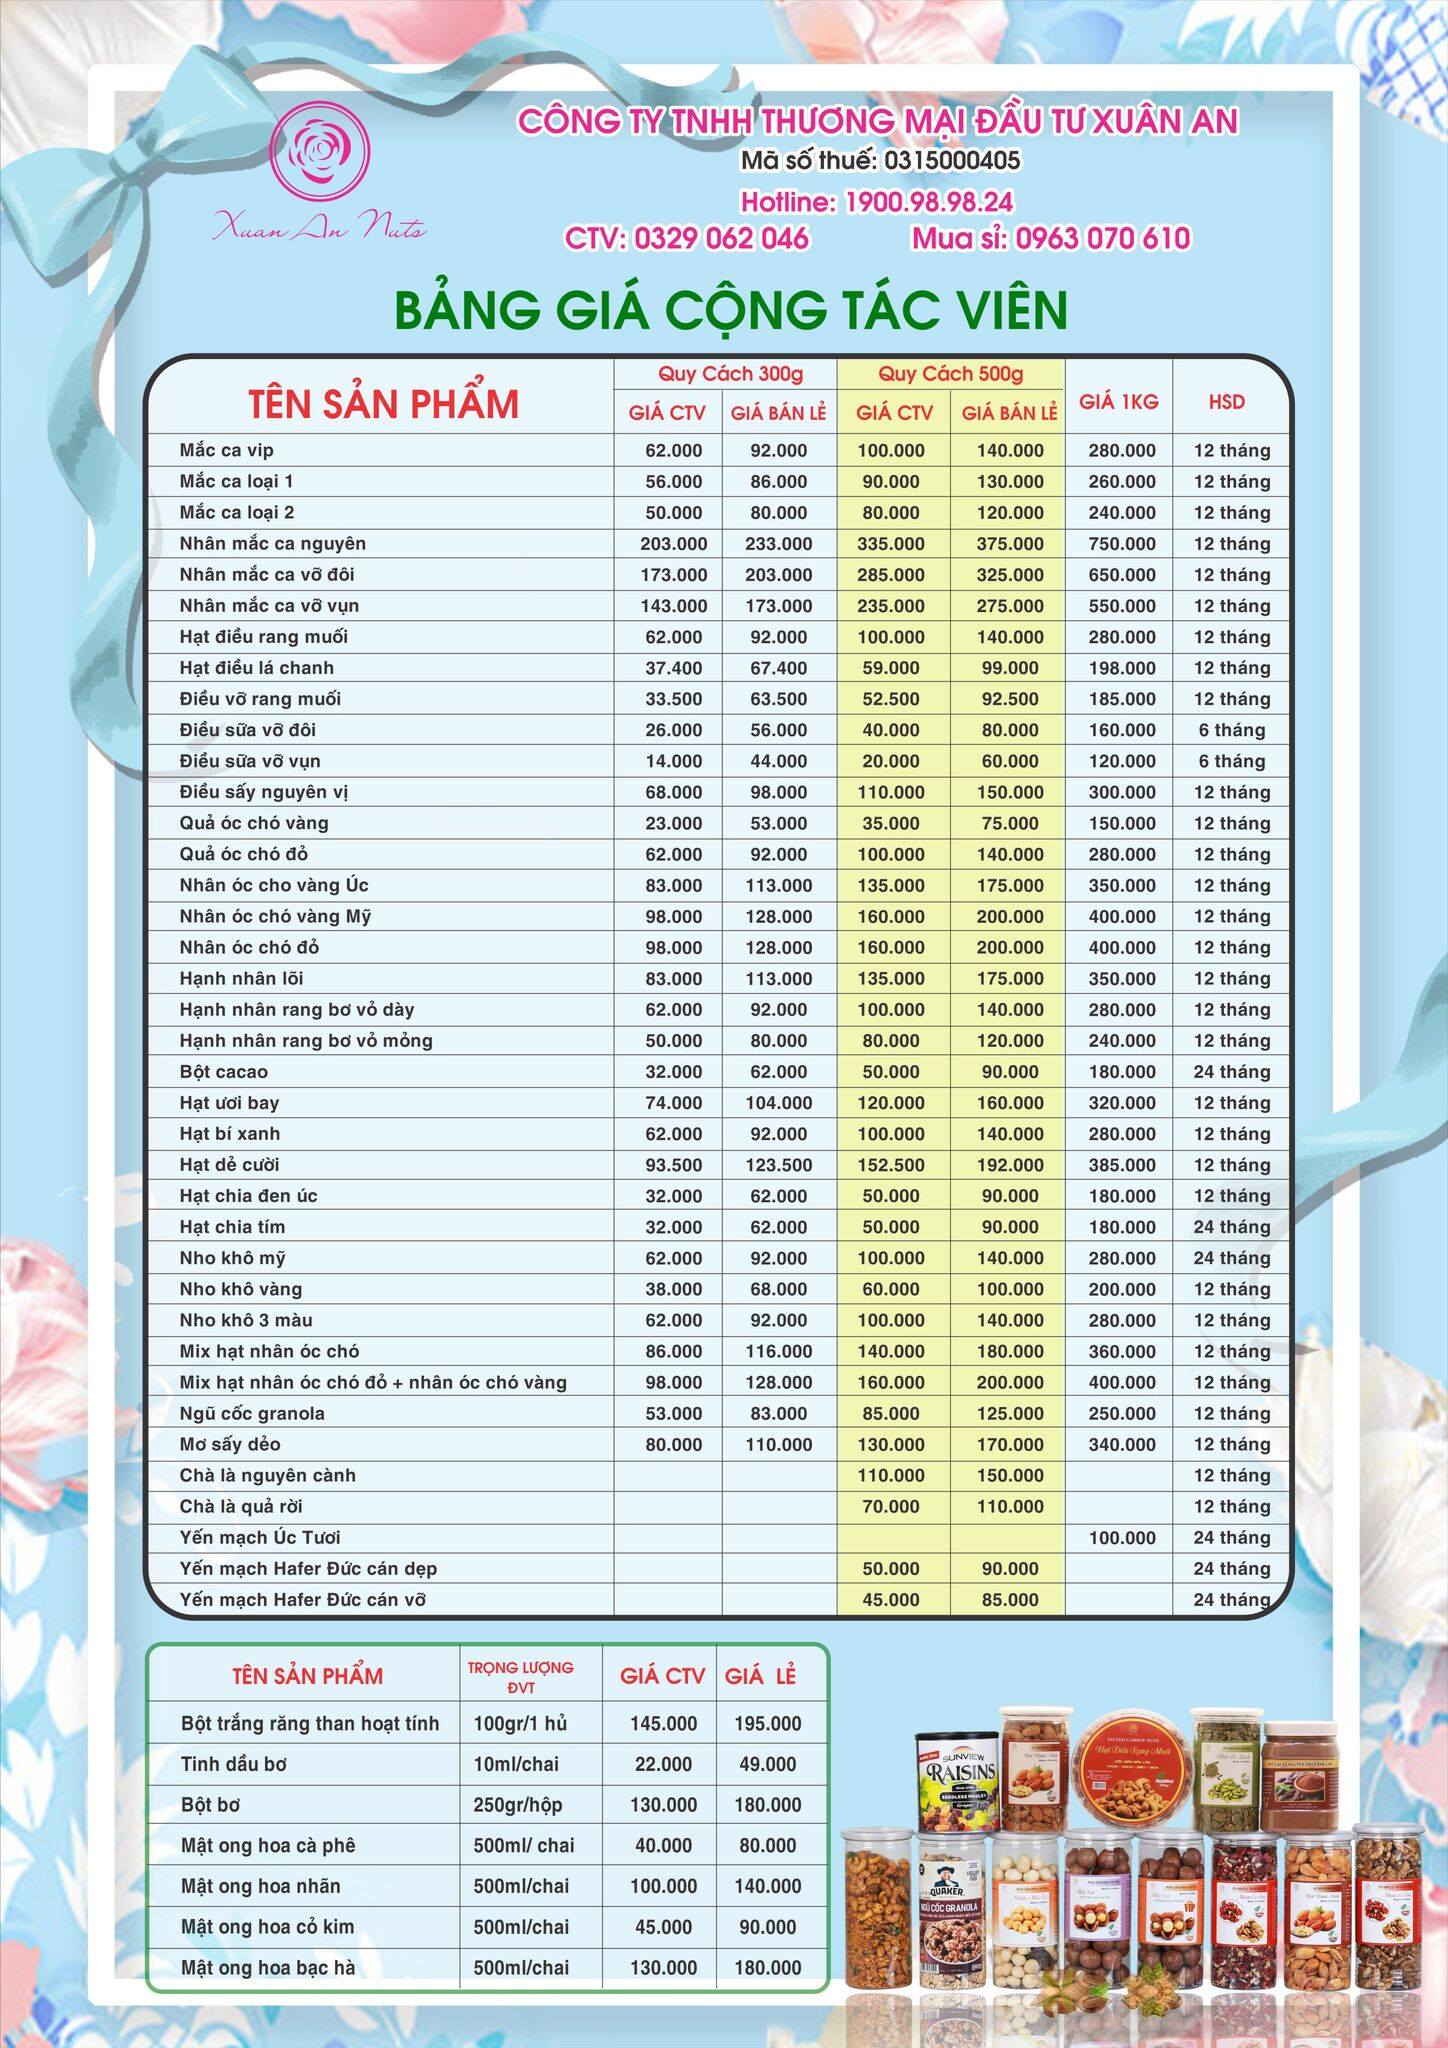 Xuan An Nuts
CÔNG TY TNHH THƯƠNG MẠI ĐẦU TƯ XUÂN AN
Mã số thuế: 0315000405
Hotline: 1900.98.98.24
CTV: 0329 062 046 Mua sỉ: 0963 070 610
BẢNG GIÁ CỘNG TÁC VIÊN
TÊN SẢN PHẨM Quy Cách 300g Quy Cách 500g GIÁ 1KG HSD
GIÁ CTV GIÁ BÁN LẺ GIÁ CTV GIÁ BÁN LẺ
Mắc ca vip 62.000 92.000 100.000 140.000 280.000 12 tháng
Mắc ca loại 1 56.000 86.000 90.000 130.000 260.000 12 tháng
Mắc ca loại 2 50.000 80.000 80.000 120.000 240.000 12 tháng
Nhân mắc ca nguyên 203.000 233.000 335.000 375.000 750.000 12 tháng
Nhân mắc ca vỡ đôi 173.000 203.000 285.000 325.000 650.000 12 tháng
Nhân mắc ca vỡ vụn 143.000 173.000 235.000 275.000 550.000 12 tháng
Hạt điều rang muối 62.000 92.000 100.000 140.000 280.000 12 tháng
Hạt điều lá chanh 37.400 67.400 59.000 99.000 198.000 12 tháng
Điều vỡ rang muối 33.500 63.500 52.500 92.500 185.000 12 tháng
Điều sữa vỡ đôi 26.000 56.000 40.000 80.000 160.000 6 tháng
Điều sữa vỡ vụn 14.000 44.000 20.000 60.000 120.000 6 tháng
Điều sấy nguyên vị 68.000 98.000 110.000 150.000 300.000 12 tháng
Quả óc chó vàng 23.000 53.000 35.000 75.000 150.000 12 tháng
Quả óc chó đỏ 62.000 92.000 100.000 140.000 280.000 12 tháng
Nhân óc cho vàng Úc 83.000 113.000 135.000 175.000 350.000 12 tháng
Nhân óc chó vàng Mỹ 98.000 128.000 160.000 200.000 400.000 12 tháng
Nhân óc chó đỏ 98.000 128.000 160.000 200.000 400.000 12 tháng
Hạnh nhân lõi 83.000 113.000 135.000 175.000 350.000 12 tháng
Hạnh nhân rang bơ vỏ dày 62.000 92.000 100.000 140.000 280.000 12 tháng
Hạnh nhân rang bơ vỏ mỏng 50.000 80.000 80.000 120.000 240.000 12 tháng
Bột cacao 32.000 62.000 50.000 90.000 180.000 24 tháng
Hạt ươi bay 74.000 104.000 120.000 160.000 320.000 12 tháng
Hạt bí xanh 62.000 92.000 100.000 140.000 280.000 12 tháng
Hạt dẻ cười 93.500 123.500 152.500 192.000 385.000 12 tháng
Hạt chia đen úc 32.000 62.000 50.000 90.000 180.000 12 tháng
Hạt chia tím 32.000 62.000 50.000 90.000 180.000 24 tháng
Nho khô mỹ 62.000 92.000 100.000 140.000 280.000 24 tháng
Nho khô vàng 38.000 68.000 60.000 100.000 200.000 12 tháng
Nho khô 3 màu 62.000 92.000 100.000 140.000 280.000 12 tháng
Mix hạt nhân óc chó 86.000 116.000 140.000 180.000 360.000 12 tháng
Mix hạt nhân óc chó đỏ + nhân óc chó vàng 98.000 128.000 160.000 200.000 400.000 12 tháng
Ngũ cốc granola 53.000 83.000 85.000 125.000 250.000 12 tháng
Mơ sấy dẻo 80.000 110.000 130.000 170.000 340.000 12 tháng
Chà là nguyên cành 110.000 150.000 12 tháng
Chà là quả rời 70.000 110.000 12 tháng
Yến mạch Úc Tươi 100.000 24 tháng
Yến mạch Hafer Đức cán dẹp 50.000 90.000 24 tháng
Yến mạch Hafer Đức cán vỡ 45.000 85.000 24 tháng
TÊN SẢN PHẨM TRỌNG LƯỢNG ĐVT GIÁ CTV GIÁ LẺ
Bột trắng răng than hoạt tính 100gr/1 hủ 145.000 195.000
Tinh dầu bơ 10ml/chai 22.000 49.000
Bột bơ 250gr/hộp 130.000 180.000
Mật ong hoa cà phê 500ml/ chai 40.000 80.000
Mật ong hoa nhãn 500ml/chai 100.000 140.000
Mật ong hoa cỏ kim 500ml/chai 45.000 90.000
Mật ong hoa bạc hà 500ml/chai 130.000 180.000
SUNVIEW
RAISINS
SEEDLESS MEDLEY
SALTED CASHEW NUTS
Hạt Điều Rang Muối
QUAKER
NGŨ CỐC GRANOLA
VIP